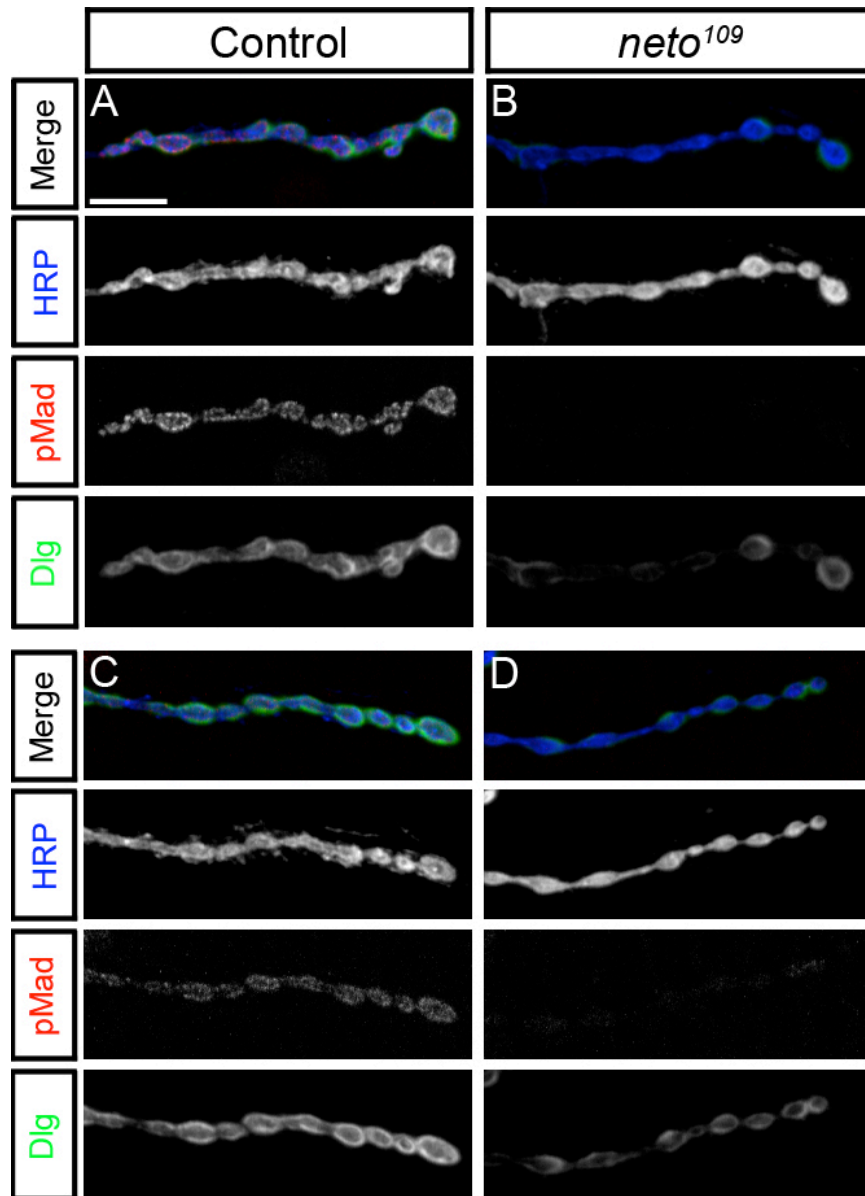 Control
neto¹⁰⁹
Merge
A
B
HRP
pMad
Dlg
Merge
C
D
HRP
pMad
Dlg